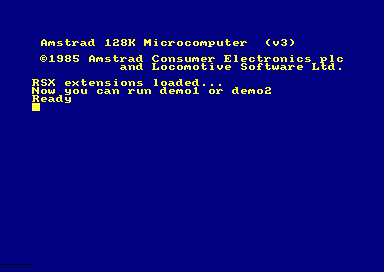 Amstrad 128K Microcomputer (v3)
©1985 Amstrad Consumer Electronics plc
and Locomotive Software Ltd.
RSX extensions loaded...
Now you can run demo1 or demo2
Ready